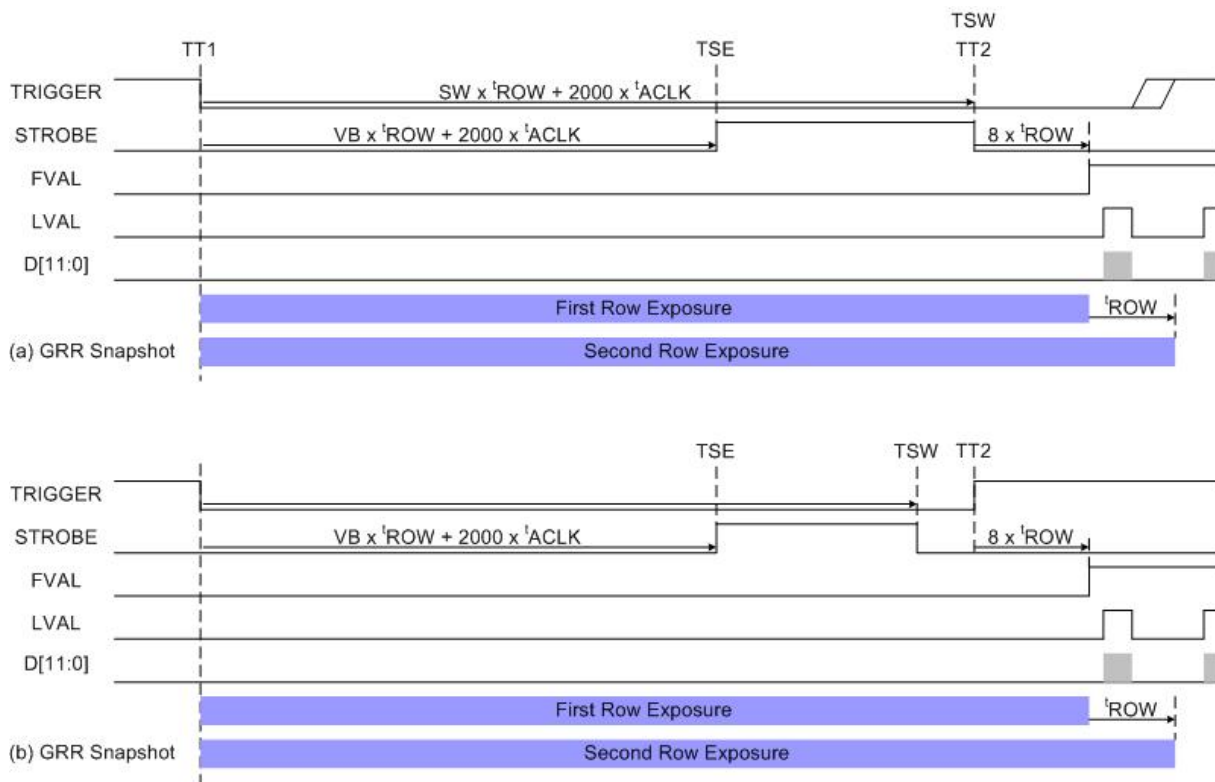 TSW
TT1 TSE TT2
TRIGGER SW x ᵗROW + 2000 x ᵗACLK
STROBE VB x ᵗROW + 2000 x ᵗACLK 8 x ᵗROW
FVAL
LVAL
D[11:0]
First Row Exposure ᵗROW
(a) GRR Snapshot Second Row Exposure
TSE TSW TT2
TRIGGER
STROBE VB x ᵗROW + 2000 x ᵗACLK 8 x ᵗROW
FVAL
LVAL
D[11:0]
First Row Exposure ᵗROW
(b) GRR Snapshot Second Row Exposure